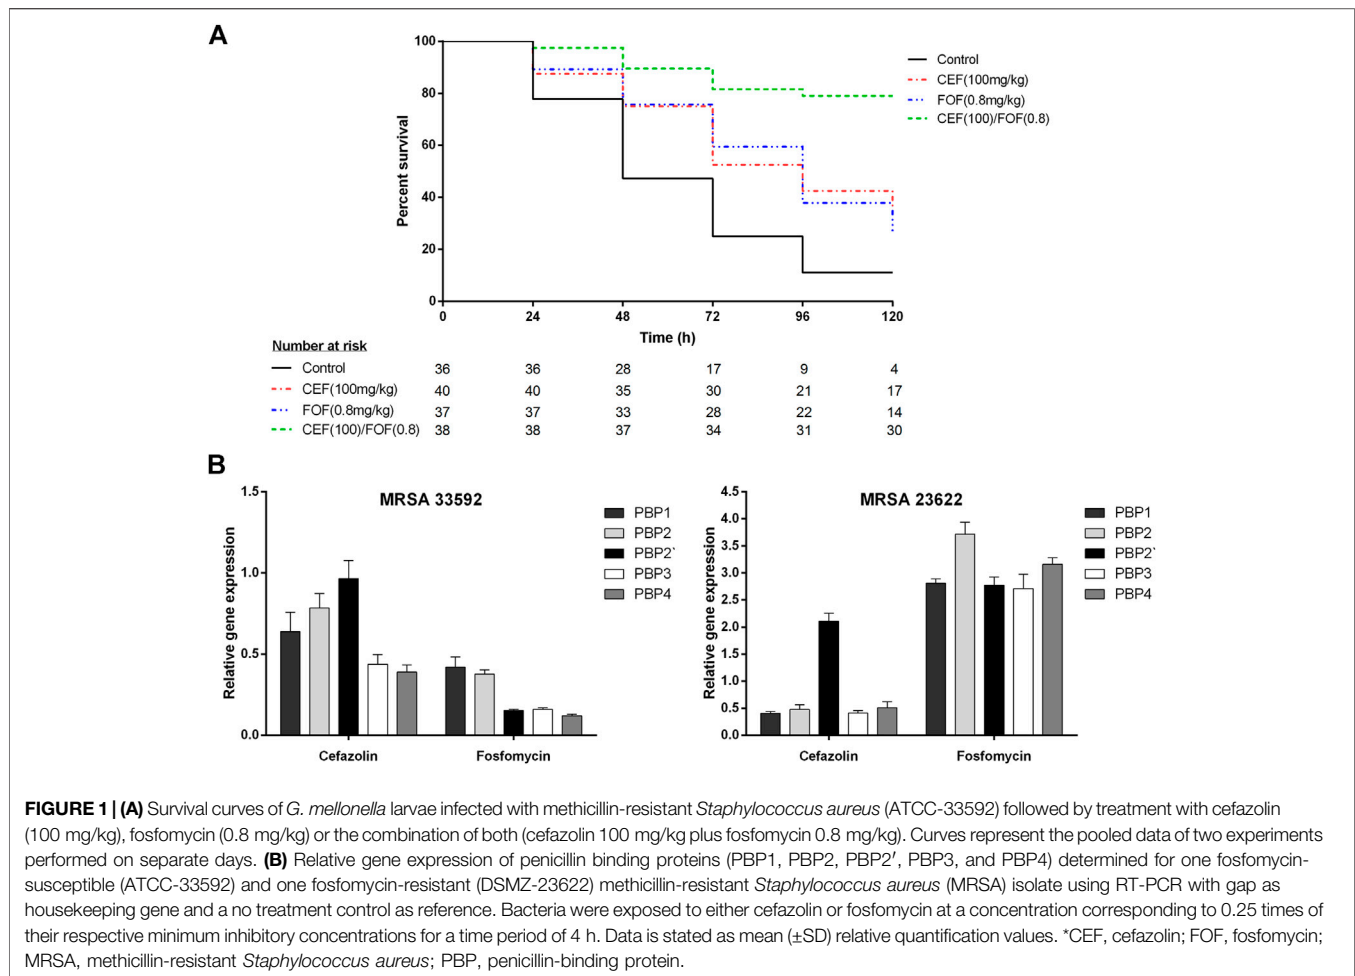 A
100
80
60
40
20
0
Percent survival
0 24 48 72 96 120
Time (h)
Control
CEF(100mg/kg)
FOF(0.8mg/kg)
CEF(100)/FOF(0.8)
Number at risk
Control 36 36 28 17 9 4
CEF(100mg/kg) 40 40 35 30 21 17
FOF(0.8mg/kg) 37 37 33 28 22 14
CEF(100)/FOF(0.8) 38 38 37 34 31 30
B
MRSA 33592
1.5
1.0
0.5
0.0
Relative gene expression
Cefazolin Fosfomycin
PBP1
PBP2
PBP2`
PBP3
PBP4
MRSA 23622
4.5
4.0
3.5
3.0
2.5
2.0
1.5
1.0
0.5
0.0
Relative gene expression
Cefazolin Fosfomycin
PBP1
PBP2
PBP2`
PBP3
PBP4
FIGURE 1 | (A) Survival curves of G. mellonella larvae infected with methicillin-resistant Staphylococcus aureus (ATCC-33592) followed by treatment with cefazolin
(100 mg/kg), fosfomycin (0.8 mg/kg) or the combination of both (cefazolin 100 mg/kg plus fosfomycin 0.8 mg/kg). Curves represent the pooled data of two experiments
performed on separate days. (B) Relative gene expression of penicillin binding proteins (PBP1, PBP2, PBP2′, PBP3, and PBP4) determined for one fosfomycin-
susceptible (ATCC-33592) and one fosfomycin-resistant (DSMZ-23622) methicillin-resistant Staphylococcus aureus (MRSA) isolate using RT-PCR with gap as
housekeeping gene and a no treatment control as reference. Bacteria were exposed to either cefazolin or fosfomycin at a concentration corresponding to 0.25 times of
their respective minimum inhibitory concentrations for a time period of 4 h. Data is stated as mean (±SD) relative quantification values. *CEF, cefazolin; FOF, fosfomycin;
MRSA, methicillin-resistant Staphylococcus aureus; PBP, penicillin-binding protein.